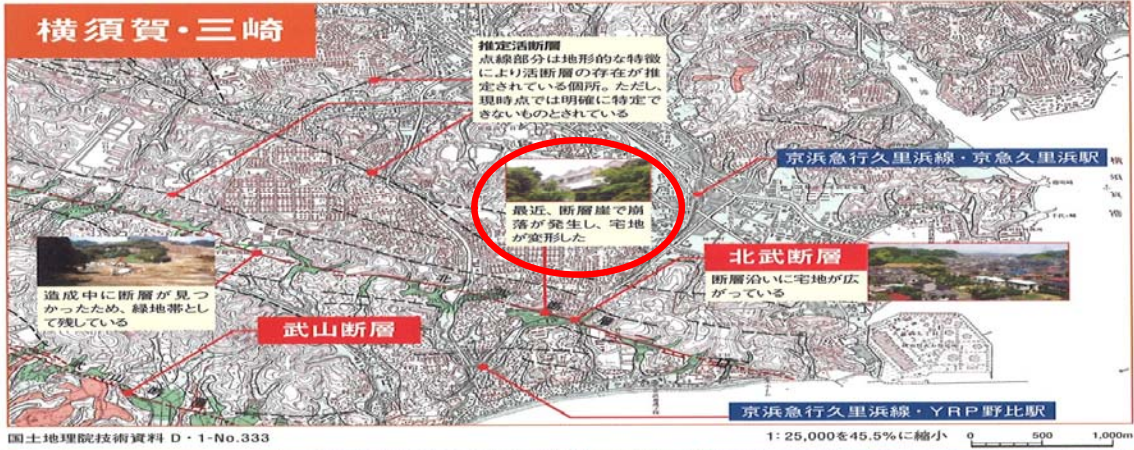 横須賀・三崎
推定活断層
点線部分は地形的な特徴
により活断層の存在が推
定されている個所。ただし、
現時点では明確に特定で
きないものとされている
京浜急行久里浜線・京急久里浜駅
最近、断層崖で崩
落が発生し、宅地
が変形した
北武断層
断層沿いに宅地が広
がっている
造成中に断層が見つ
かったため、緑地帯とし
て残している
武山断層
京浜急行久里浜線・YRP野比駅
国土地理院技術資料 D・1-No.333
1:25,000を45.5%に縮小
0 500 1,000m